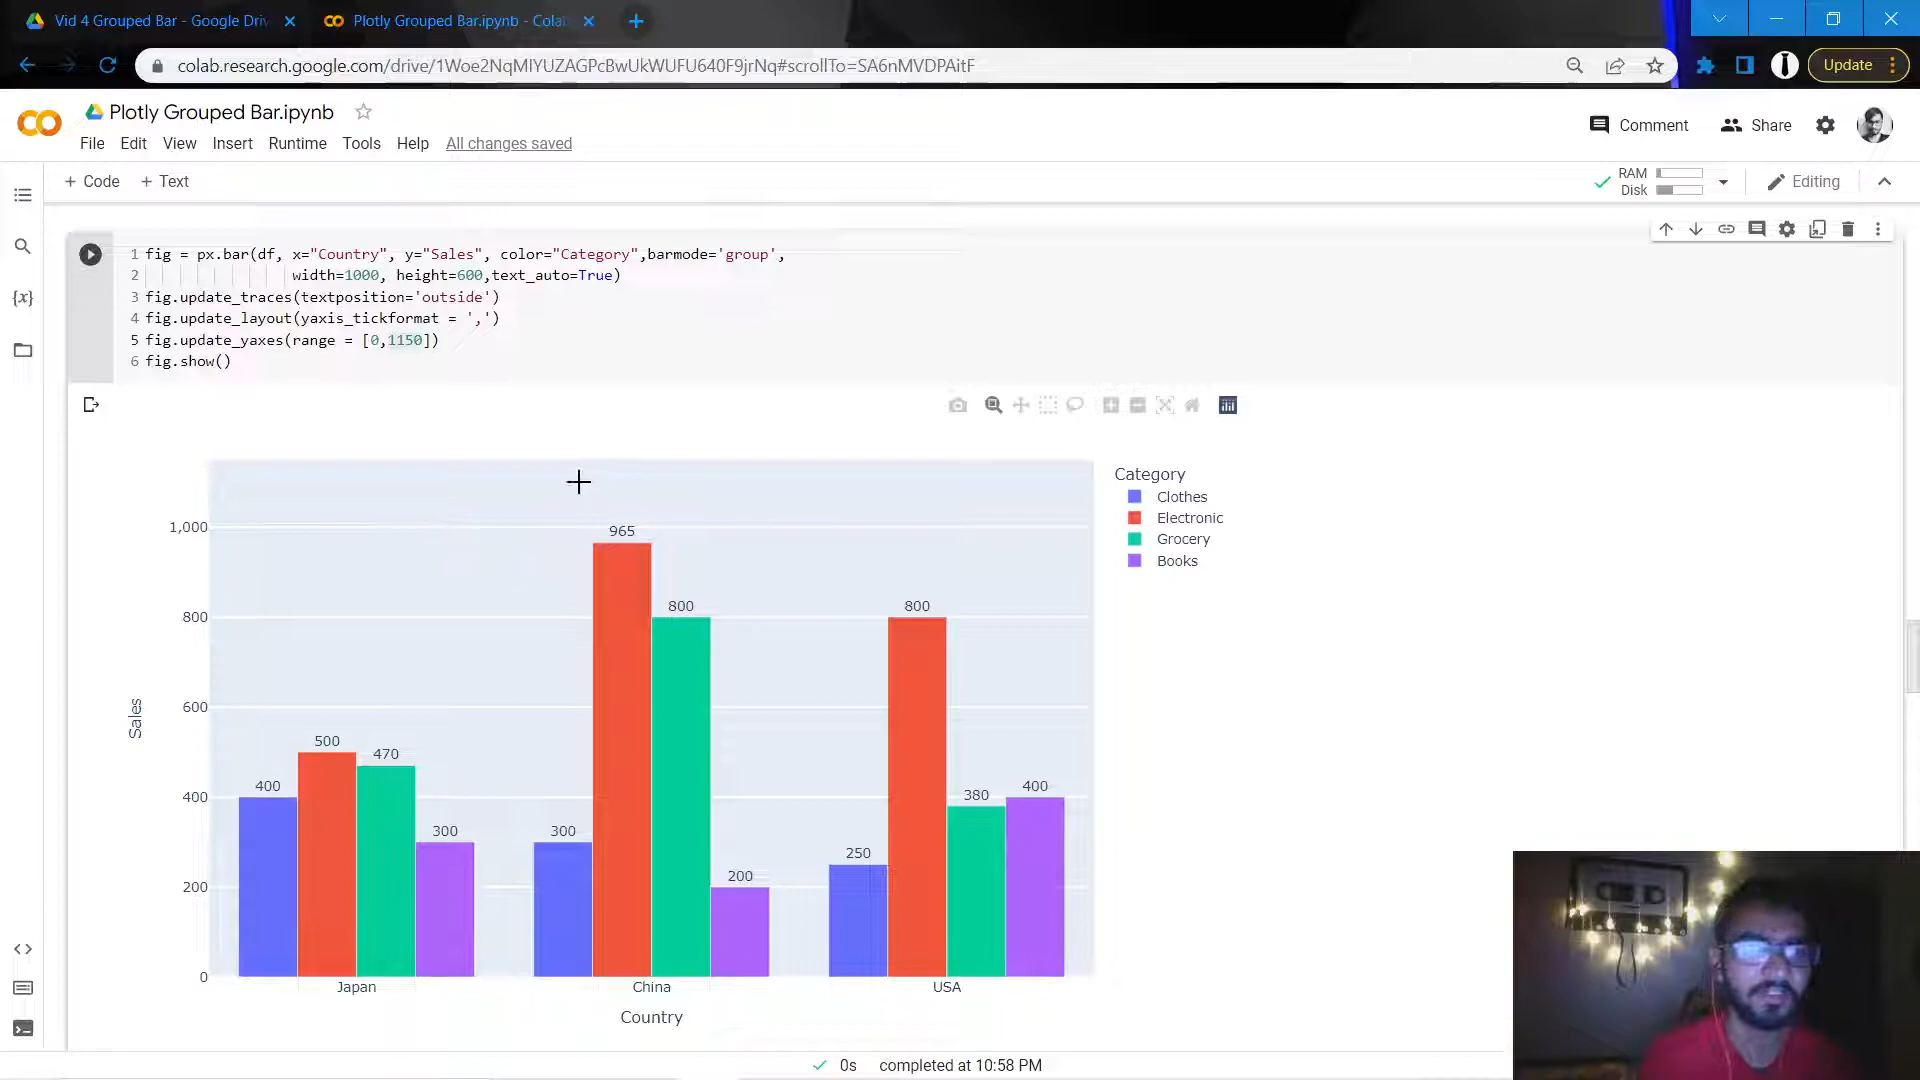 Vid 4 Grouped Bar - Google Driv
Plotly Grouped Bar.ipynb - Colab
colab.research.google.com/drive/1Woe2NqMIYUZAGPcBwUkWUFU640F9jrNq#scrollTo=SA6nMVDPAitF
Update
Plotly Grouped Bar.ipynb
Comment
Share
File Edit View Insert Runtime Tools Help All changes saved
+ Code + Text
RAM
Disk
Editing
1 fig = px.bar(df, x="Country", y="Sales", color="Category",barmode='group',
2 width=1000, height=600,text_auto=True)
3 fig.update_traces(textposition='outside')
4 fig.update_layout(yaxis_tickformat = ',')
5 fig.update_yaxes(range = [0,1150])
6 fig.show()
Category
Clothes
Electronic
Grocery
Books
1,000
800
600
400
200
0
Sales
400
500
470
300
300
965
800
200
250
800
380
400
Japan
China
USA
Country
0s completed at 10:58 PM